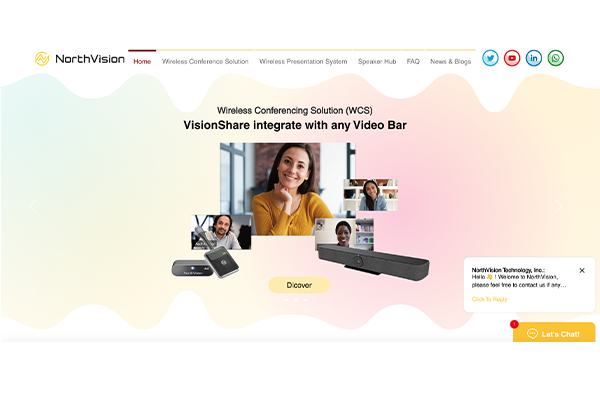 NorthVision
Home
Wireless Conference Solution
Wireless Presentation System
Speaker Hub
FAQ
News & Blogs
Wireless Conferencing Solution (WCS)
VisionShare integrate with any Video Bar
Dicover
NorthVision Technology, Inc.:
Hello 👋 ! Welome to NorthVision,
please feel free to contact us if any…
Click To Reply
1
Let's Chat!